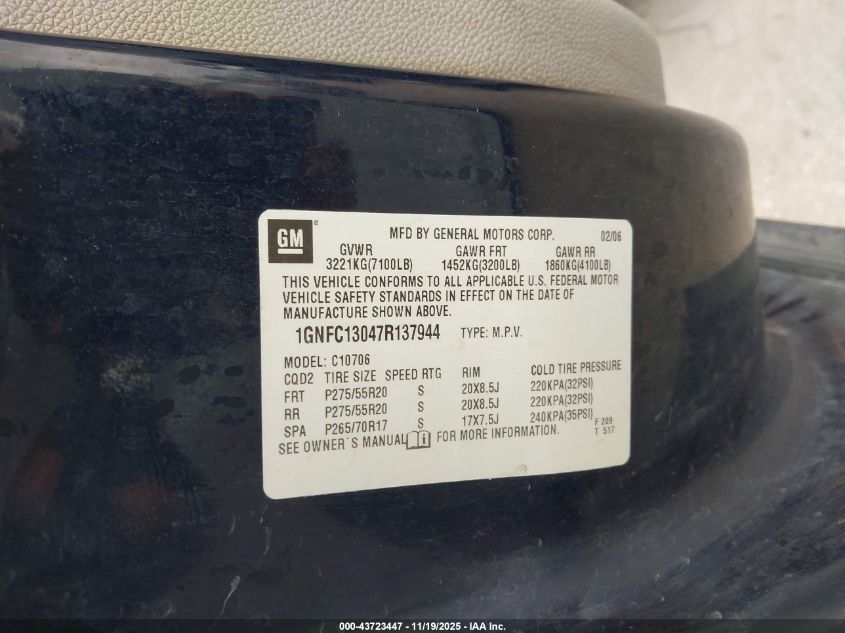 GM
MFD BY GENERAL MOTORS CORP. 02/06
GVWR GAWR FRT GAWR RR
3221KG(7100LB) 1452KG(3200LB) 1860KG(4100LB)
THIS VEHICLE CONFORMS TO ALL APPLICABLE U.S. FEDERAL MOTOR
VEHICLE SAFETY STANDARDS IN EFFECT ON THE DATE OF
MANUFACTURE SHOWN ABOVE.
1GNFC13047R137944 TYPE: M.P.V.
MODEL: C10706
CQD2 TIRE SIZE SPEED RTG RIM COLD TIRE PRESSURE
FRT P275/55R20 S 20X8.5J 220KPA(32PSI)
RR P275/55R20 S 20X8.5J 220KPA(32PSI)
SPA P265/70R17 S 17X7.5J 240KPA(35PSI)
SEE OWNER'S MANUAL FOR MORE INFORMATION.
F 209
T 517
000-43723447 - 11/19/2025 - IAA Inc.